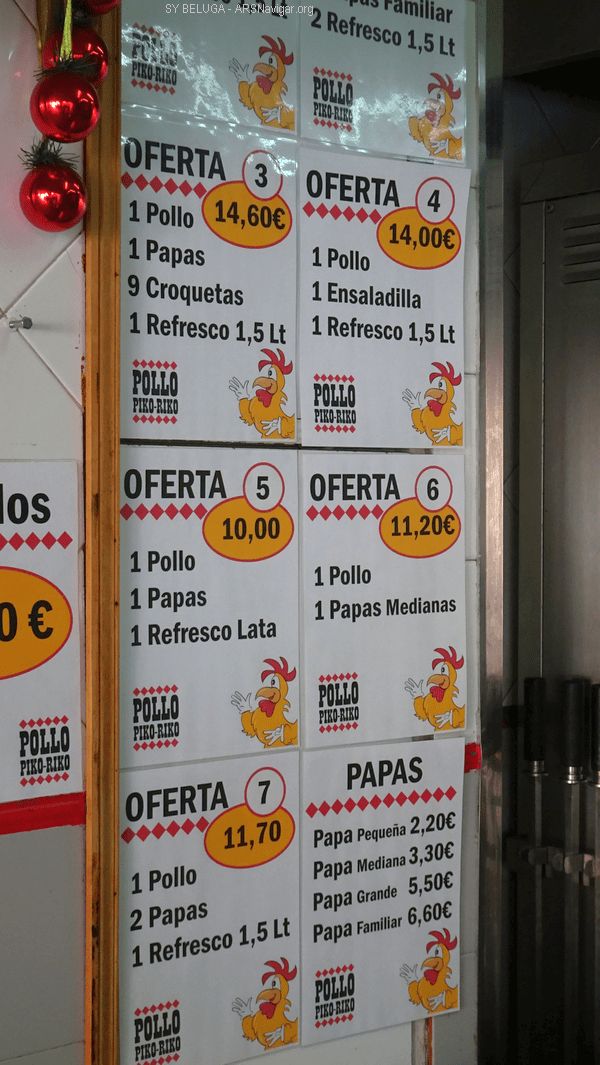 SY BELUGA - ARSNavigar.org
Papas Familiar
2 Refresco 1,5 Lt
POLLO
PIKO-RIKO
POLLO
PIKO-RIKO
OFERTA 3
14,60€
1 Pollo
1 Papas
9 Croquetas
1 Refresco 1,5 Lt
POLLO
PIKO-RIKO
OFERTA 4
14,00€
1 Pollo
1 Ensaladilla
1 Refresco 1,5 Lt
POLLO
PIKO-RIKO
0 €
POLLO
PIKO-RIKO
OFERTA 5
10,00
1 Pollo
1 Papas
1 Refresco Lata
POLLO
PIKO-RIKO
OFERTA 6
11,20€
1 Pollo
1 Papas Medianas
POLLO
PIKO-RIKO
OFERTA 7
11,70
1 Pollo
2 Papas
1 Refresco 1,5 Lt
POLLO
PIKO-RIKO
PAPAS
Papa Pequeña 2,20€
Papa Mediana 3,30€
Papa Grande 5,50€
Papa Familiar 6,60€
POLLO
PIKO-RIKO